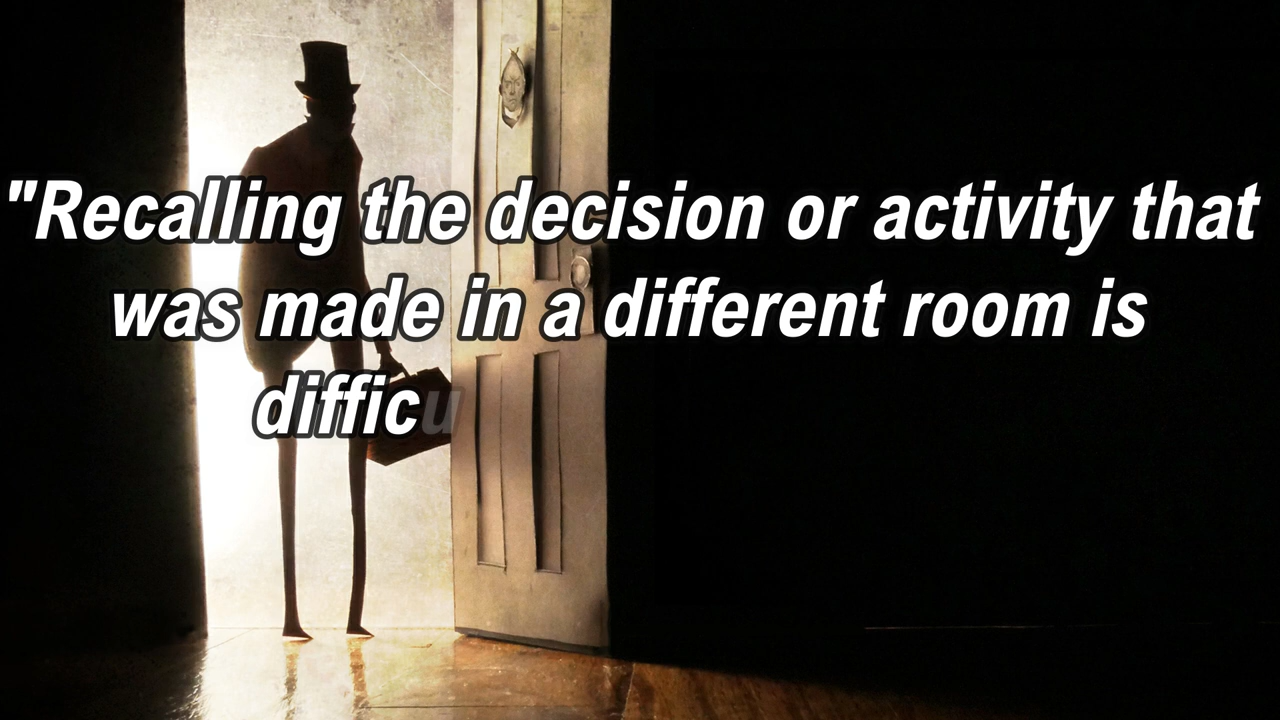 "Recalling the decision or activity that
was made in a different room is
difficu